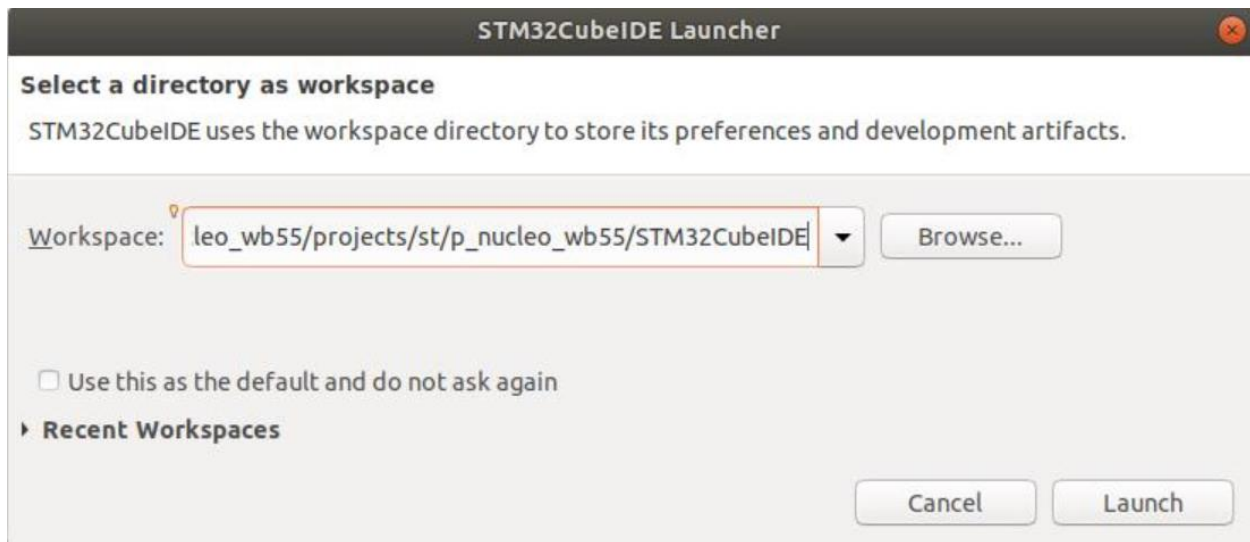 STM32CubeIDE Launcher
Select a directory as workspace
STM32CubeIDE uses the workspace directory to store its preferences and development artifacts.
Workspace: leo_wb55/projects/st/p_nucleo_wb55/STM32CubeIDE Browse...
Use this as the default and do not ask again
Recent Workspaces
Cancel Launch